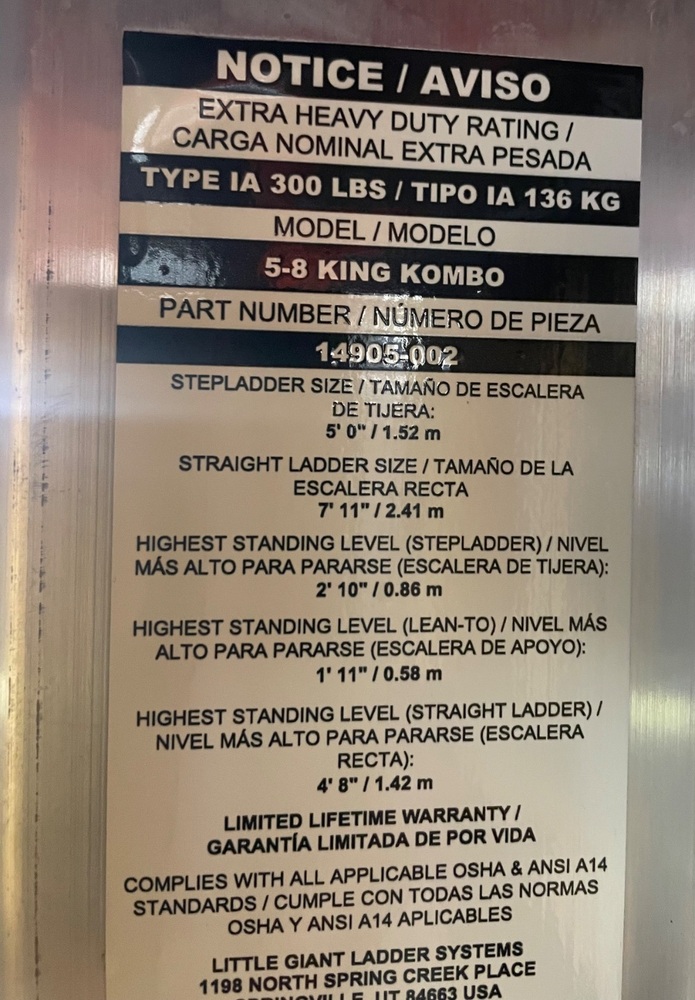 NOTICE / AVISO
EXTRA HEAVY DUTY RATING /
CARGA NOMINAL EXTRA PESADA
TYPE IA 300 LBS / TIPO IA 136 KG
MODEL / MODELO
5-8 KING KOMBO
PART NUMBER / NÚMERO DE PIEZA
14905-002
STEPLADDER SIZE / TAMAÑO DE ESCALERA
DE TIJERA:
5' 0" / 1.52 m
STRAIGHT LADDER SIZE / TAMAÑO DE LA
ESCALERA RECTA
7' 11" / 2.41 m
HIGHEST STANDING LEVEL (STEPLADDER) / NIVEL
MÁS ALTO PARA PARARSE (ESCALERA DE TIJERA):
2' 10" / 0.86 m
HIGHEST STANDING LEVEL (LEAN-TO) / NIVEL MÁS
ALTO PARA PARARSE (ESCALERA DE APOYO):
1' 11" / 0.58 m
HIGHEST STANDING LEVEL (STRAIGHT LADDER) /
NIVEL MÁS ALTO PARA PARARSE (ESCALERA
RECTA):
4' 8" / 1.42 m
LIMITED LIFETIME WARRANTY /
GARANTÍA LIMITADA DE POR VIDA
COMPLIES WITH ALL APPLICABLE OSHA & ANSI A14
STANDARDS / CUMPLE CON TODAS LAS NORMAS
OSHA Y ANSI A14 APLICABLES
LITTLE GIANT LADDER SYSTEMS
1198 NORTH SPRING CREEK PLACE
SPRINGVILLE, UT 84663 USA